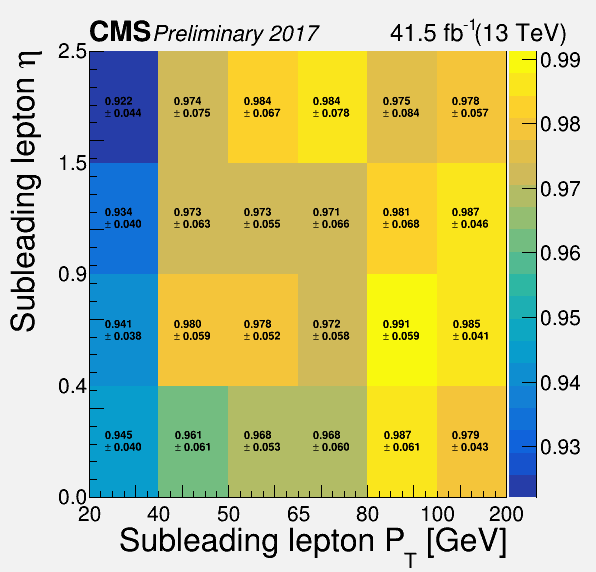 CMS Preliminary 2017 41.5 fb⁻¹(13 TeV)
Subleading lepton η
2.5
1.5
0.9
0.4
0.0
0.922 0.974 0.984 0.984 0.975 0.978
± 0.044 ± 0.075 ± 0.067 ± 0.078 ± 0.084 ± 0.057
0.934 0.973 0.973 0.971 0.981 0.987
± 0.040 ± 0.063 ± 0.055 ± 0.066 ± 0.068 ± 0.046
0.941 0.980 0.978 0.972 0.991 0.985
± 0.038 ± 0.059 ± 0.052 ± 0.058 ± 0.059 ± 0.041
0.945 0.961 0.968 0.968 0.987 0.979
± 0.040 ± 0.061 ± 0.053 ± 0.060 ± 0.061 ± 0.043
20 40 50 65 80 100 200
Subleading lepton P_T [GeV]
0.99
0.98
0.97
0.96
0.95
0.94
0.93